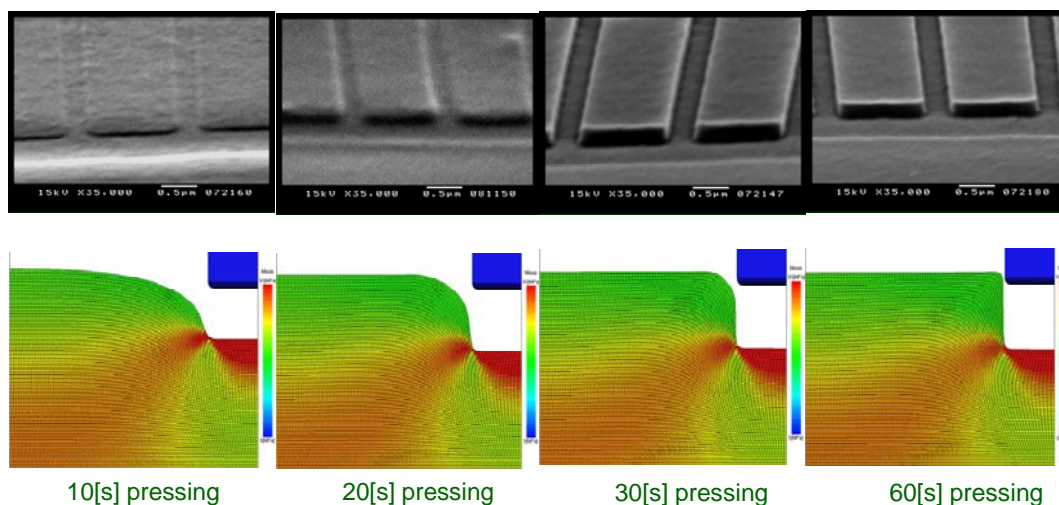 15kV X35,000 0.5μm 072160
15kV X35,000 0.5μm 081150
15kV X35,000 0.5μm 072147
15kV X35,000 0.5μm 072180
10[s] pressing
20[s] pressing
30[s] pressing
60[s] pressing